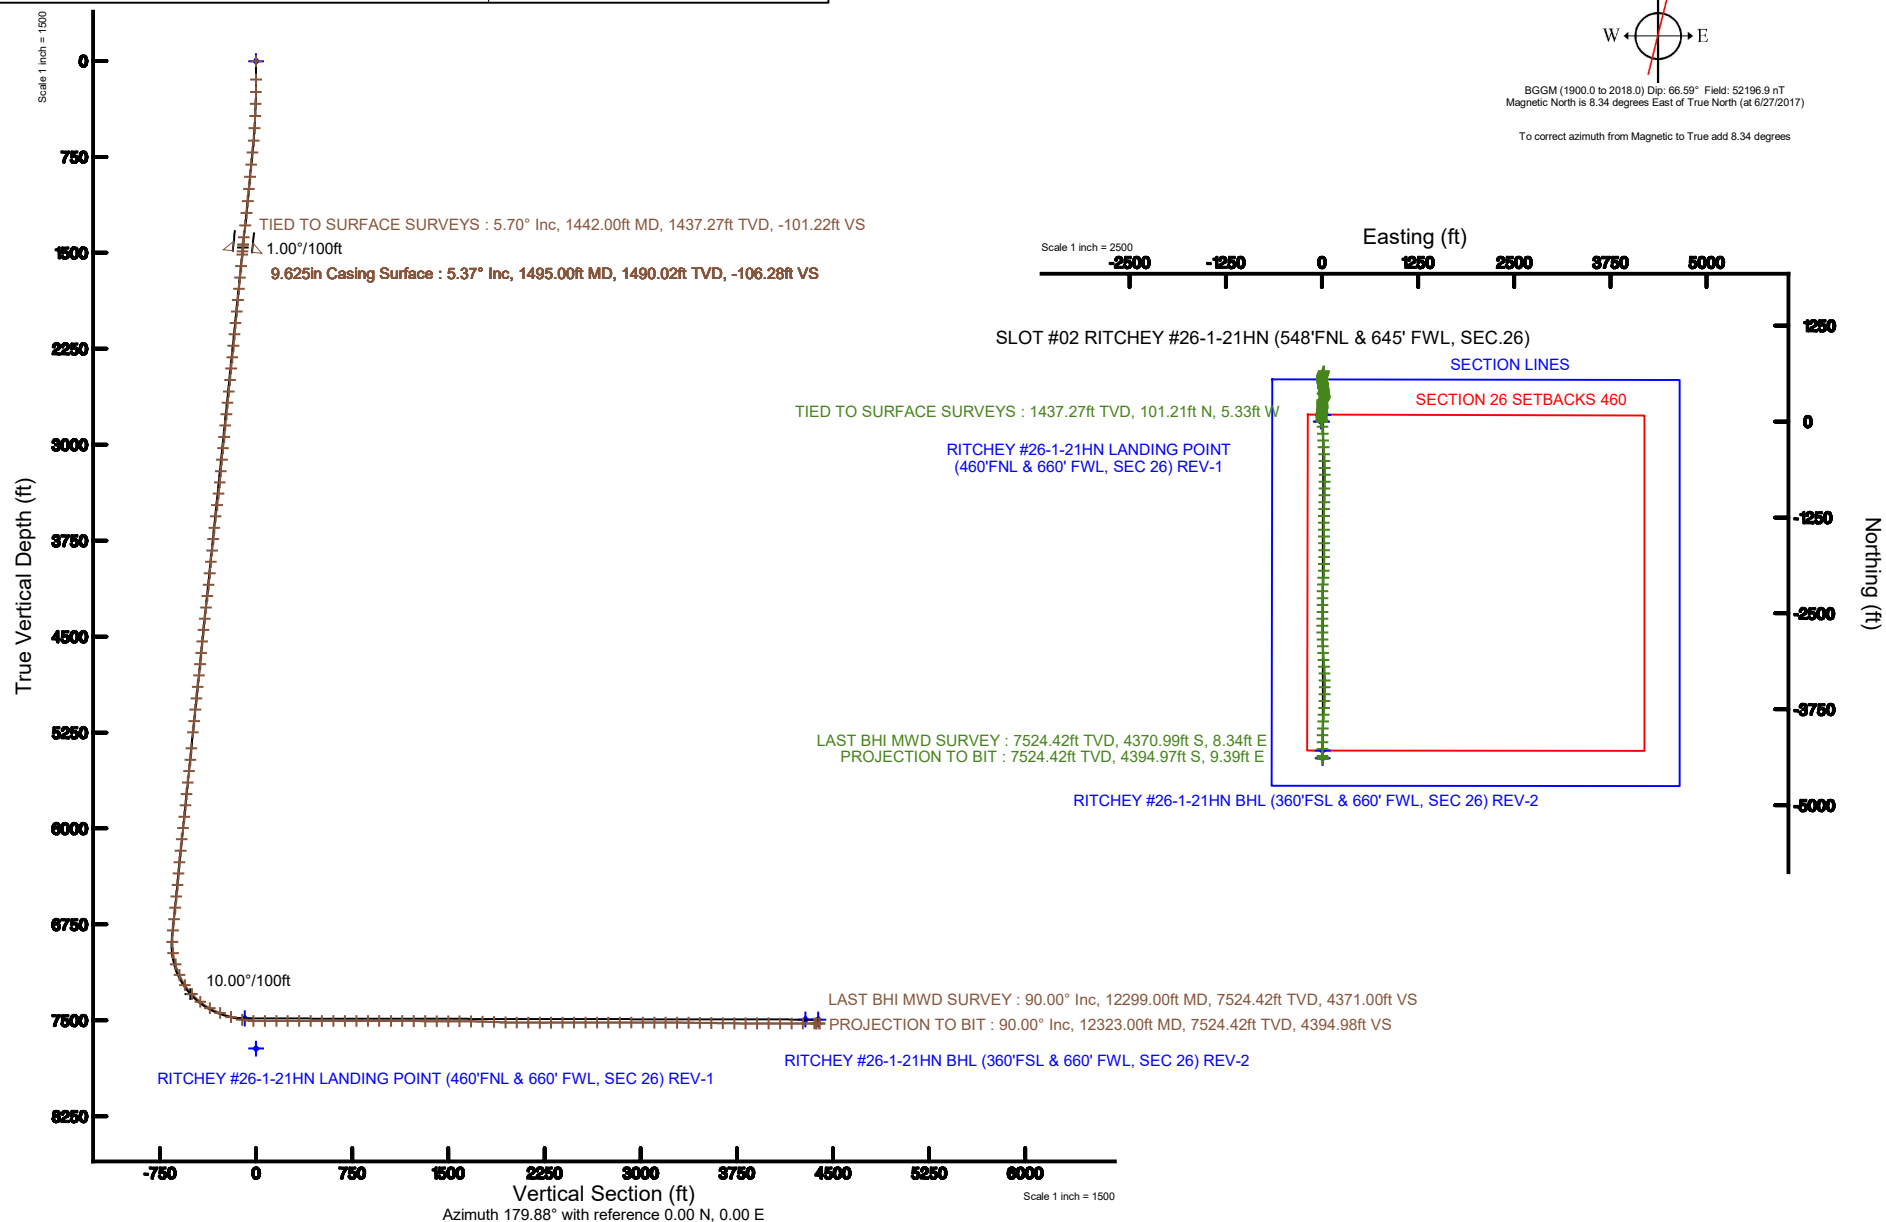 Scale 1 inch = 1500
0
750
1500
2250
3000
3750
4500
5250
6000
6750
7500
8250
True Vertical Depth (ft)
TIED TO SURFACE SURVEYS : 5.70° Inc, 1442.00ft MD, 1437.27ft TVD, -101.22ft VS
1.00°/100ft
9.625in Casing Surface : 5.37° Inc, 1495.00ft MD, 1490.02ft TVD, -106.28ft VS
10.00°/100ft
LAST BHI MWD SURVEY : 90.00° Inc, 12299.00ft MD, 7524.42ft TVD, 4371.00ft VS
PROJECTION TO BIT : 90.00° Inc, 12323.00ft MD, 7524.42ft TVD, 4394.98ft VS
RITCHEY #26-1-21HN BHL (360'FSL & 660' FWL, SEC 26) REV-2
RITCHEY #26-1-21HN LANDING POINT (460'FNL & 660' FWL, SEC 26) REV-1
-750 0 750 1500 2250 3000 3750 4500 5250 6000
Vertical Section (ft)
Scale 1 inch = 1500
Azimuth 179.88° with reference 0.00 N, 0.00 E
W E
BGGM (1900.0 to 2018.0) Dip: 66.59° Field: 52196.9 nT
Magnetic North is 8.34 degrees East of True North (at 6/27/2017)
To correct azimuth from Magnetic to True add 8.34 degrees
Easting (ft)
Scale 1 inch = 2500
-2500 -1250 0 1250 2500 3750 5000
SLOT #02 RITCHEY #26-1-21HN (548'FNL & 645' FWL, SEC.26)
SECTION LINES
SECTION 26 SETBACKS 460
TIED TO SURFACE SURVEYS : 1437.27ft TVD, 101.21ft N, 5.33ft W
RITCHEY #26-1-21HN LANDING POINT
(460'FNL & 660' FWL, SEC 26) REV-1
LAST BHI MWD SURVEY : 7524.42ft TVD, 4370.99ft S, 8.34ft E
PROJECTION TO BIT : 7524.42ft TVD, 4394.97ft S, 9.39ft E
RITCHEY #26-1-21HN BHL (360'FSL & 660' FWL, SEC 26) REV-2
1250
0
-1250
-2500
-3750
-5000
Northing (ft)